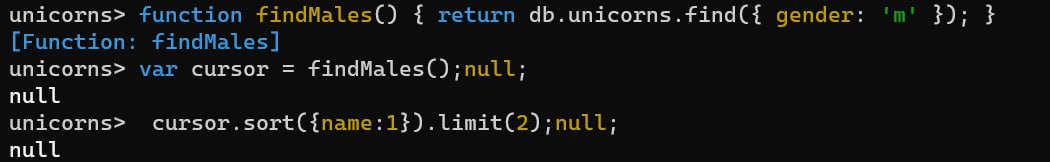 unicorns> function findMales() { return db.unicorns.find({ gender: 'm' }); }
[Function: findMales]
unicorns> var cursor = findMales();null;
null
unicorns>  cursor.sort({name:1}).limit(2);null;
null